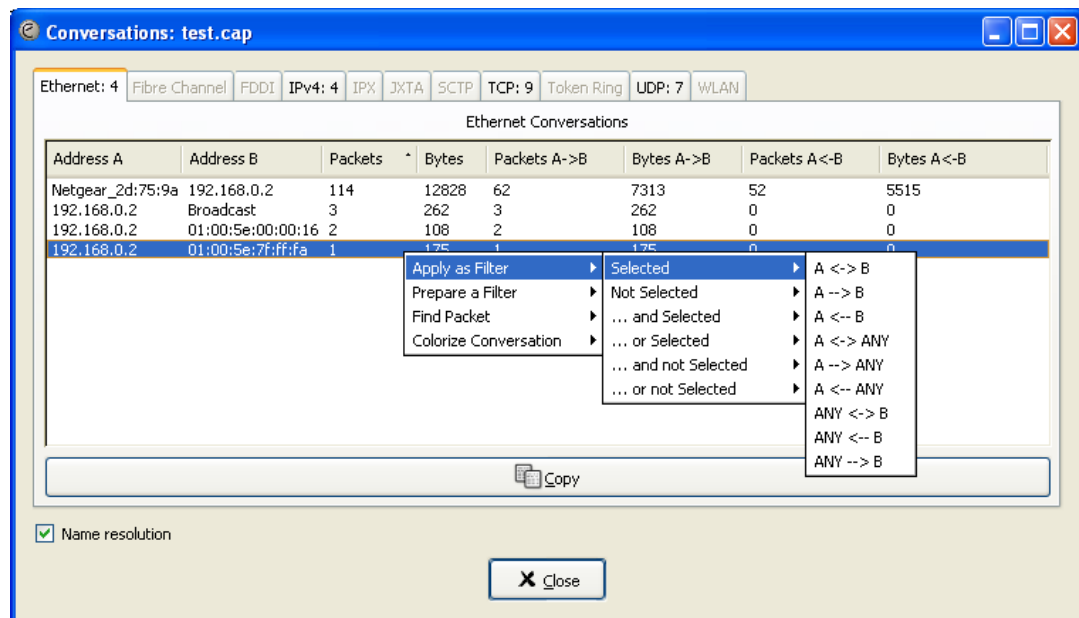 Conversations: test.cap
Ethernet: 4 Fibre Channel FDDI IPv4: 4 IPX JXTA SCTP TCP: 9 Token Ring UDP: 7 WLAN
Ethernet Conversations
Address A Address B Packets Bytes Packets A->B Bytes A->B Packets A<-B Bytes A<-B
Netgear_2d:75:9a 192.168.0.2 114 12828 62 7313 52 5515
192.168.0.2 Broadcast 3 262 3 262 0 0
192.168.0.2 01:00:5e:00:00:16 2 108 2 108 0 0
192.168.0.2 01:00:5e:7f:ff:fa 1 175 1 175 0 0
Apply as Filter Selected A <-> B
Prepare a Filter Not Selected A --> B
Find Packet ... and Selected A <-- B
Colorize Conversation ... or Selected A <-> ANY
... and not Selected A --> ANY
... or not Selected A <-- ANY
ANY <-> B
ANY <-- B
ANY --> B
Copy
Name resolution
Close